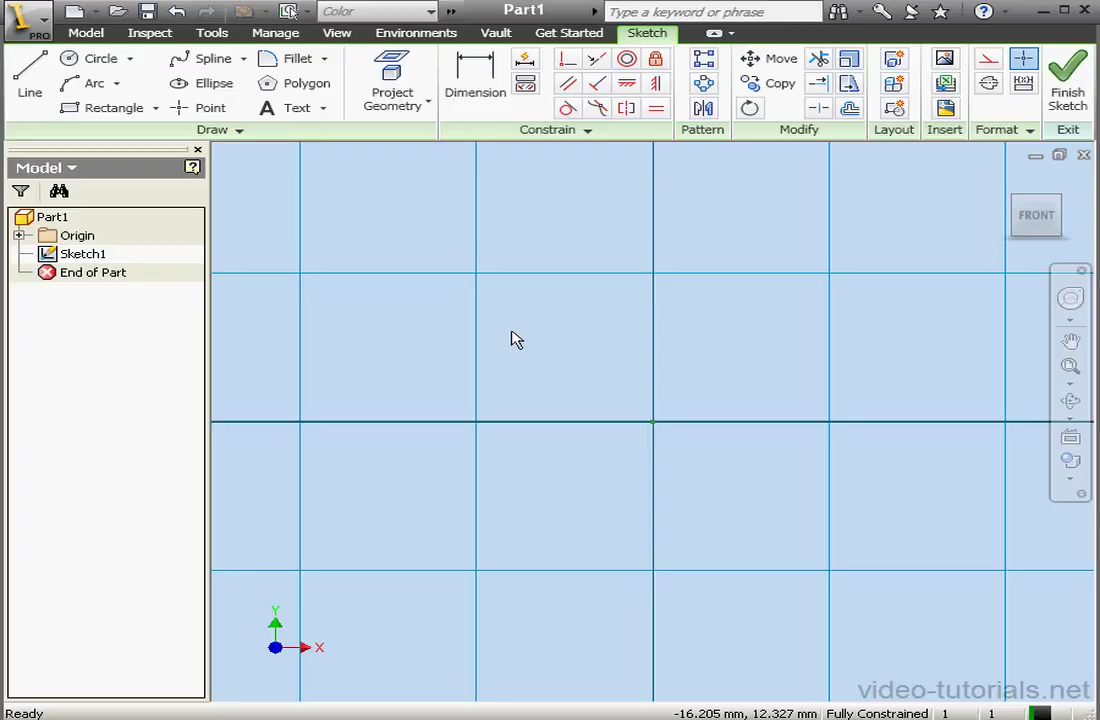 PRO
Color
Part1
Type a keyword or phrase
Model Inspect Tools Manage View Environments Vault Get Started Sketch
Line
Circle Spline Fillet
Arc Ellipse Polygon
Rectangle Point Text
Project Geometry
Dimension
Move
Copy
Finish Sketch
Draw Constrain Pattern Modify Layout Insert Format Exit
Model
Part1
Origin
Sketch1
End of Part
FRONT
Y
X
video-tutorials.net
Ready
-16.205 mm, 12.327 mm Fully Constrained 1 1